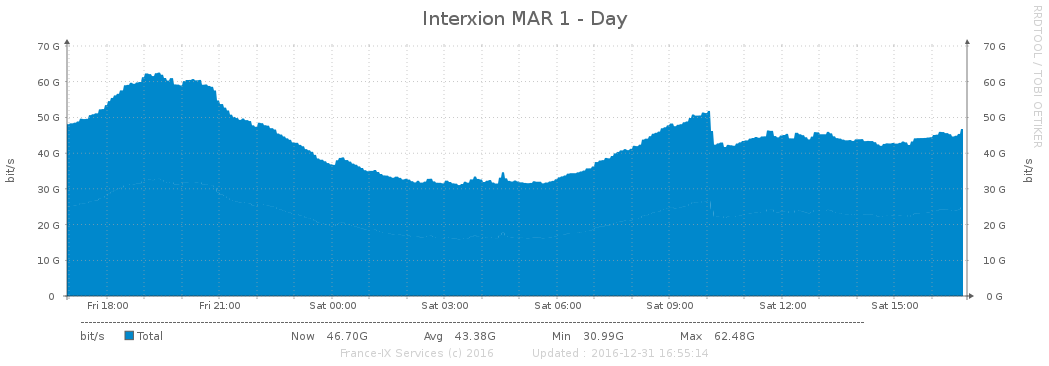 Interxion MAR 1 - Day
RRDTOOL / TOBI OETIKER
bit/s
70 G
60 G
50 G
40 G
30 G
20 G
10 G
0
70 G
60 G
50 G
40 G
30 G
20 G
10 G
0 G
bit/s
Fri 18:00 Fri 21:00 Sat 00:00 Sat 03:00 Sat 06:00 Sat 09:00 Sat 12:00 Sat 15:00
bit/s Total Now 46.70G Avg 43.38G Min 30.99G Max 62.48G
France-IX Services (c) 2016 Updated : 2016-12-31 16:55:14